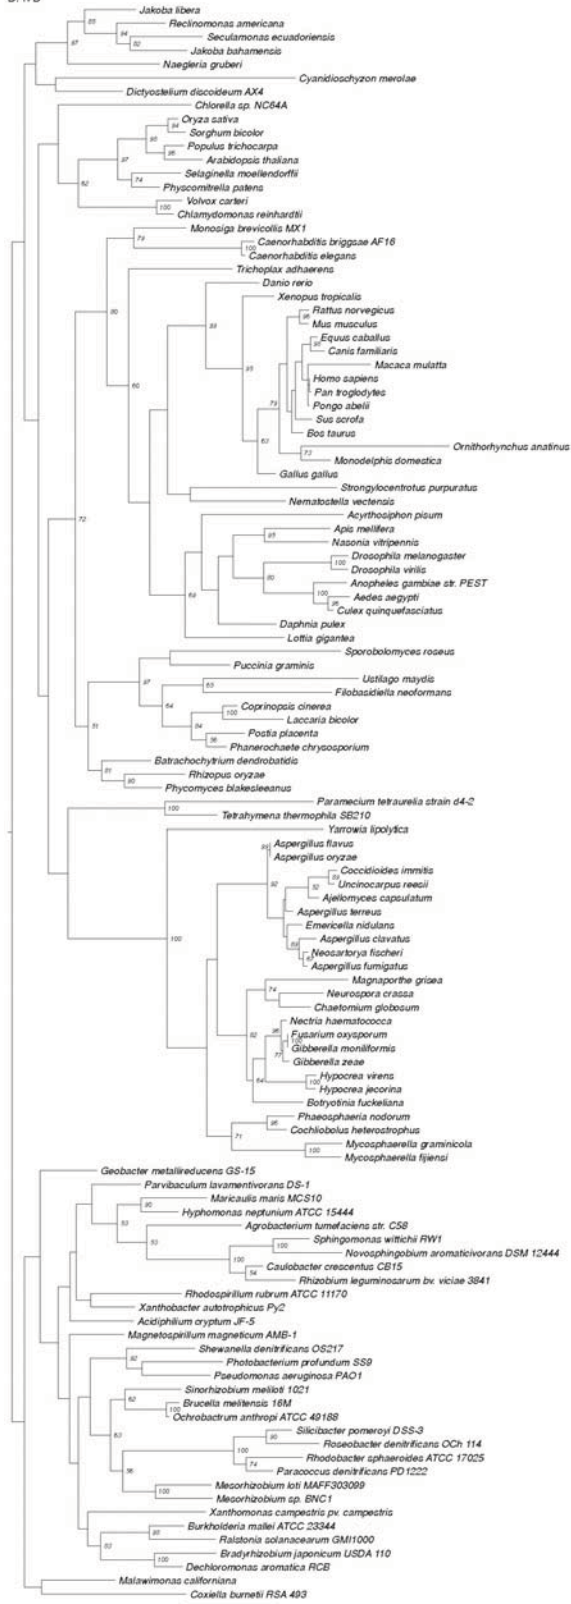 Jakoba libera
Reclinomonas americana
Seculamonas ecuadoriensis
Jakoba bahamensis
Naegleria gruberi
Cyanidioschyzon merolae
Dictyostelium discoideum AX4
Chlorella sp. NC64A
Oryza sativa
Sorghum bicolor
Populus trichocarpa
Arabidopsis thaliana
Selaginella moellendorffii
Physcomitrella patens
Volvox carteri
Chlamydomonas reinhardtii
Monosiga brevicollis MX1
Caenorhabditis briggsae AF16
Caenorhabditis elegans
Trichoplax adhaerens
Danio rerio
Xenopus tropicalis
Rattus norvegicus
Mus musculus
Equus caballus
Canis familiaris
Macaca mulatta
Homo sapiens
Pan troglodytes
Pongo abelii
Sus scrofa
Bos taurus
Ornithorhynchus anatinus
Monodelphis domestica
Gallus gallus
Strongylocentrotus purpuratus
Nematostella vectensis
Acyrthosiphon pisum
Apis mellifera
Nasonia vitripennis
Drosophila melanogaster
Drosophila virilis
Anopheles gambiae str. PEST
Aedes aegypti
Culex quinquefasciatus
Daphnia pulex
Lottia gigantea
Sporobolomyces roseus
Puccinia graminis
Ustilago maydis
Filobasidiella neoformans
Coprinopsis cinerea
Laccaria bicolor
Postia placenta
Phanerochaete chrysosporium
Batrachochytrium dendrobatidis
Rhizopus oryzae
Phycomyces blakesleeanus
Paramecium tetraurelia strain d4-2
Tetrahymena thermophila SB210
Yarrowia lipolytica
Aspergillus flavus
Aspergillus oryzae
Coccidioides immitis
Uncinocarpus reesii
Ajellomyces capsulatum
Aspergillus terreus
Emericella nidulans
Aspergillus clavatus
Neosartorya fischeri
Aspergillus fumigatus
Magnaporthe grisea
Neurospora crassa
Chaetomium globosum
Nectria haematococca
Fusarium oxysporum
Gibberella moniliformis
Gibberella zeae
Hypocrea virens
Hypocrea jecorina
Botryotinia fuckeliana
Phaeosphaeria nodorum
Cochliobolus heterostrophus
Mycosphaerella graminicola
Mycosphaerella fijiensi
Geobacter metallireducens GS-15
Parvibaculum lavamentivorans DS-1
Maricaulis maris MCS10
Hyphomonas neptunium ATCC 15444
Agrobacterium tumefaciens str. C58
Sphingomonas wittichii RW1
Novosphingobium aromaticivorans DSM 12444
Caulobacter crescentus CB15
Rhizobium leguminosarum bv. viciae 3841
Rhodospirillum rubrum ATCC 11170
Xanthobacter autotrophicus Py2
Acidiphilium cryptum JF-5
Magnetospirillum magneticum AMB-1
Shewanella denitrificans OS217
Photobacterium profundum SS9
Pseudomonas aeruginosa PAO1
Sinorhizobium meliloti 1021
Brucella melitensis 16M
Ochrobactrum anthropi ATCC 49188
Silicibacter pomeroyi DSS-3
Roseobacter denitrificans OCh 114
Rhodobacter sphaeroides ATCC 17025
Paracoccus denitrificans PD1222
Mesorhizobium loti MAFF303099
Mesorhizobium sp. BNC1
Xanthomonas campestris pv. campestris
Burkholderia mallei ATCC 23344
Ralstonia solanacearum GMI1000
Bradyrhizobium japonicum USDA 110
Dechloromonas aromatica RCB
Malawimonas californiana
Coxiella burnetii RSA 493